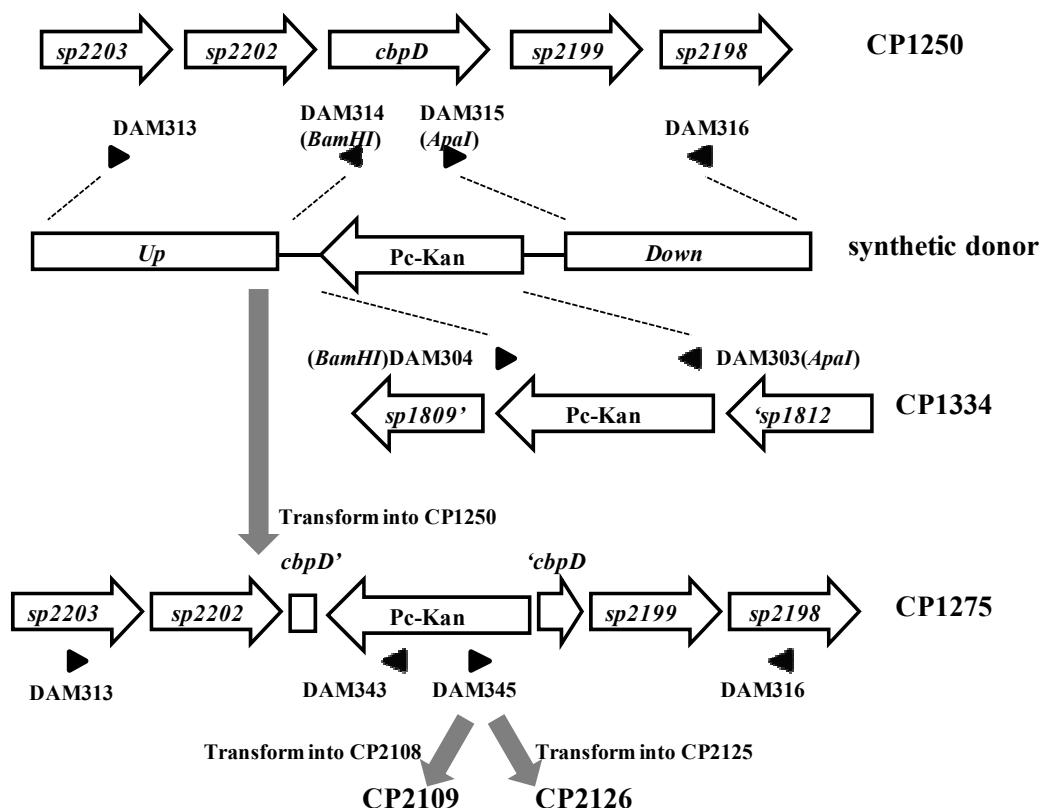 sp2203 sp2202 cbpD sp2199 sp2198 CP1250
DAM313 DAM314 (BamHI) DAM315 (ApaI) DAM316
Up Pc-Kan Down synthetic donor
(BamHI)DAM304 DAM303(ApaI)
sp1809’ Pc-Kan ‘sp1812 CP1334
Transform into CP1250
cbpD’ ‘cbpD
sp2203 sp2202 Pc-Kan sp2199 sp2198 CP1275
DAM313 DAM343 DAM345 DAM316
Transform into CP2108 Transform into CP2125
CP2109 CP2126